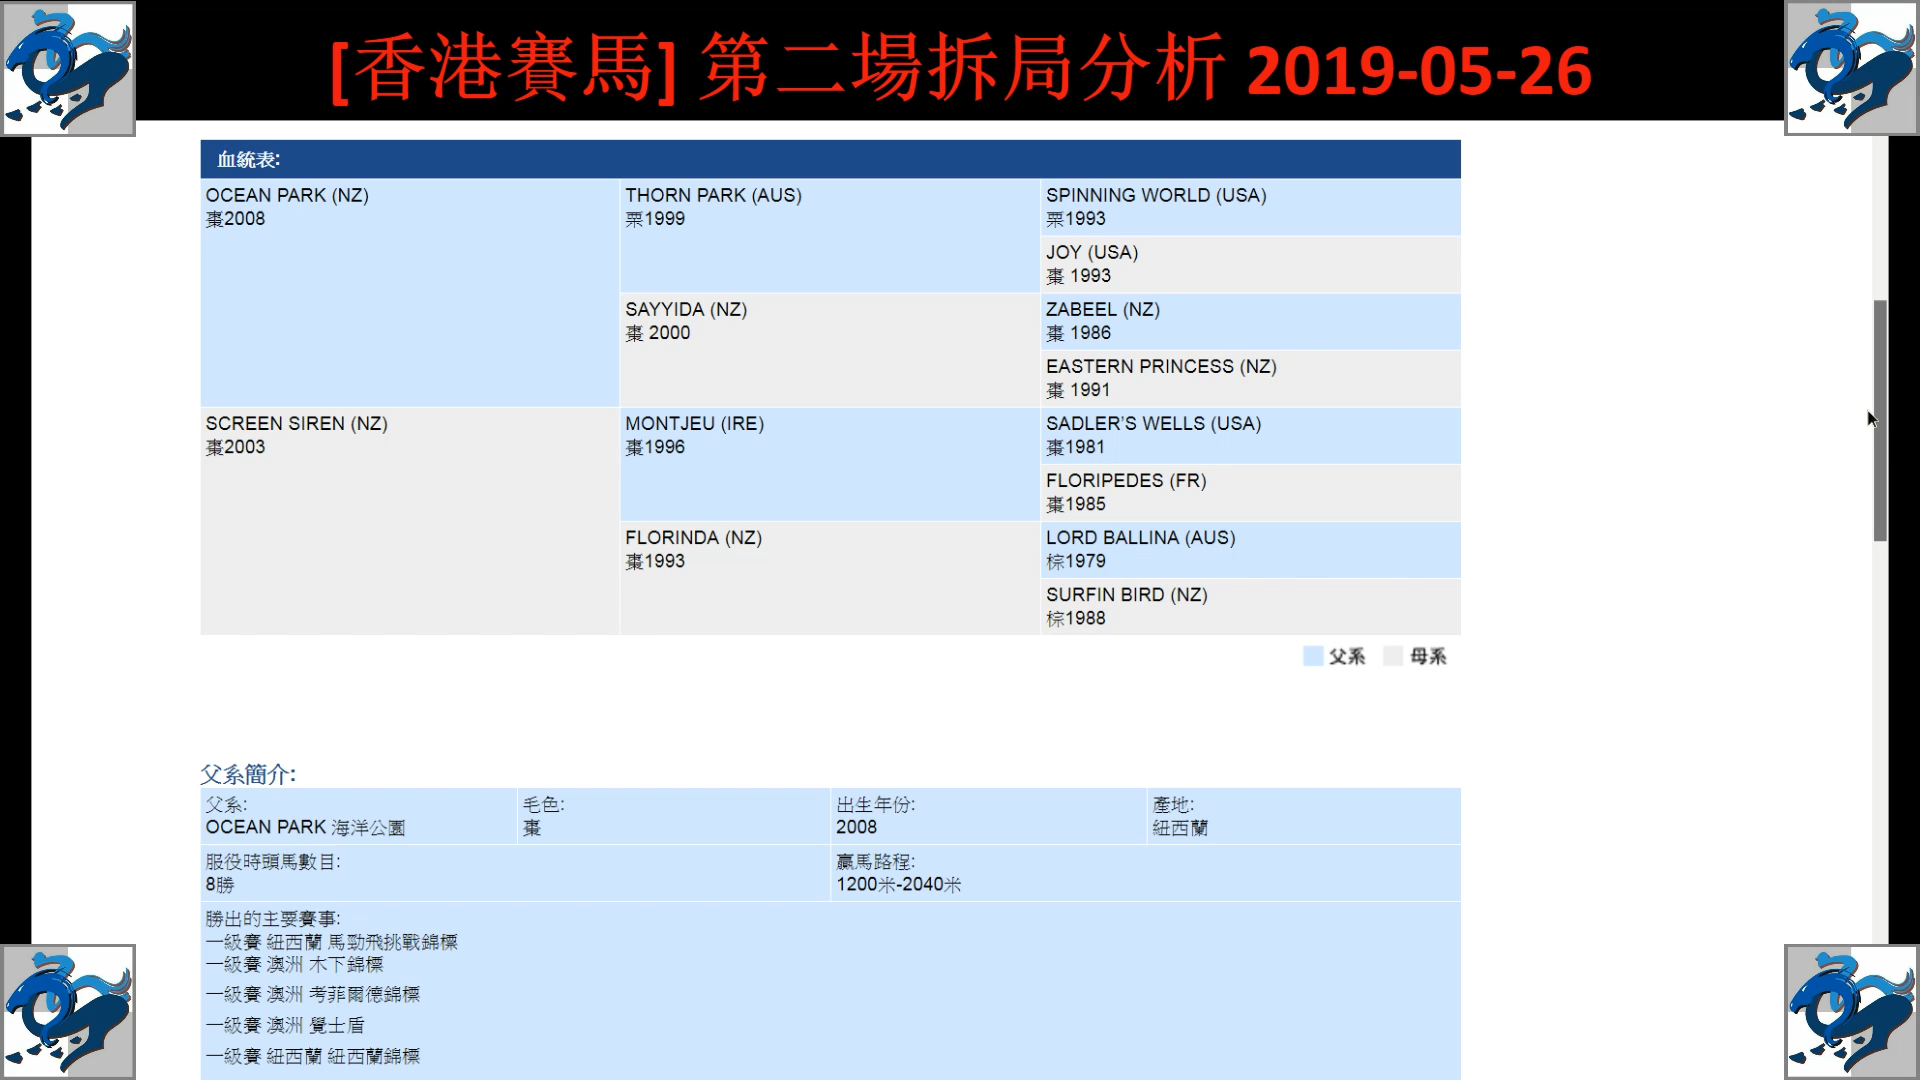 [香港賽馬] 第二場拆局分析 2019-05-26
血統表:
OCEAN PARK (NZ)
棗2008
THORN PARK (AUS)
栗1999
SPINNING WORLD (USA)
栗1993
JOY (USA)
棗 1993
SAYYIDA (NZ)
棗 2000
ZABEEL (NZ)
棗 1986
EASTERN PRINCESS (NZ)
棗 1991
SCREEN SIREN (NZ)
棗2003
MONTJEU (IRE)
棗1996
SADLER'S WELLS (USA)
棗1981
FLORIPEDES (FR)
棗1985
FLORINDA (NZ)
棗1993
LORD BALLINA (AUS)
棕1979
SURFIN BIRD (NZ)
棕1988
父系 母系
父系簡介:
父系:
OCEAN PARK 海洋公園
毛色:
棗
出生年份:
2008
產地:
紐西蘭
服役時頭馬數目:
8勝
贏馬路程:
1200米-2040米
勝出的主要賽事:
一級賽 紐西蘭 馬勁飛挑戰錦標
一級賽 澳洲 木下錦標
一級賽 澳洲 考菲爾德錦標
一級賽 澳洲 覺士盾
一級賽 紐西蘭 紐西蘭錦標